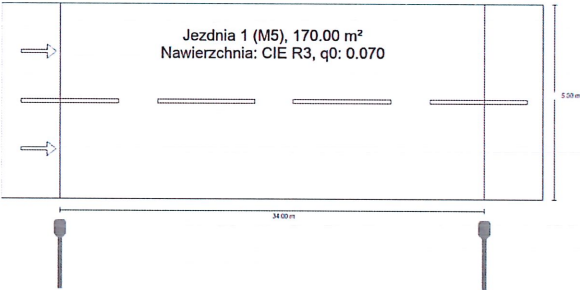 Jezdnia 1 (M5), 170.00 m²
Nawierzchnia: CIE R3, q0: 0.070
5.00 m
34.00 m